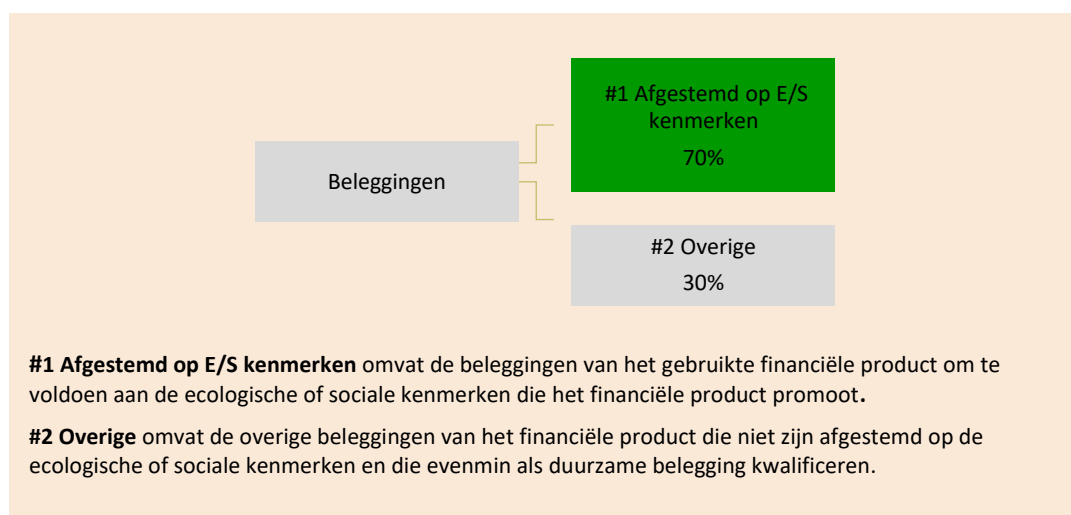 #1 Afgestemd op E/S
kenmerken
70%
Beleggingen
#2 Overige
30%
#1 Afgestemd op E/S kenmerken omvat de beleggingen van het gebruikte financiële product om te
voldoen aan de ecologische of sociale kenmerken die het financiële product promoot.
#2 Overige omvat de overige beleggingen van het financiële product die niet zijn afgestemd op de
ecologische of sociale kenmerken en die evenmin als duurzame belegging kwalificeren.